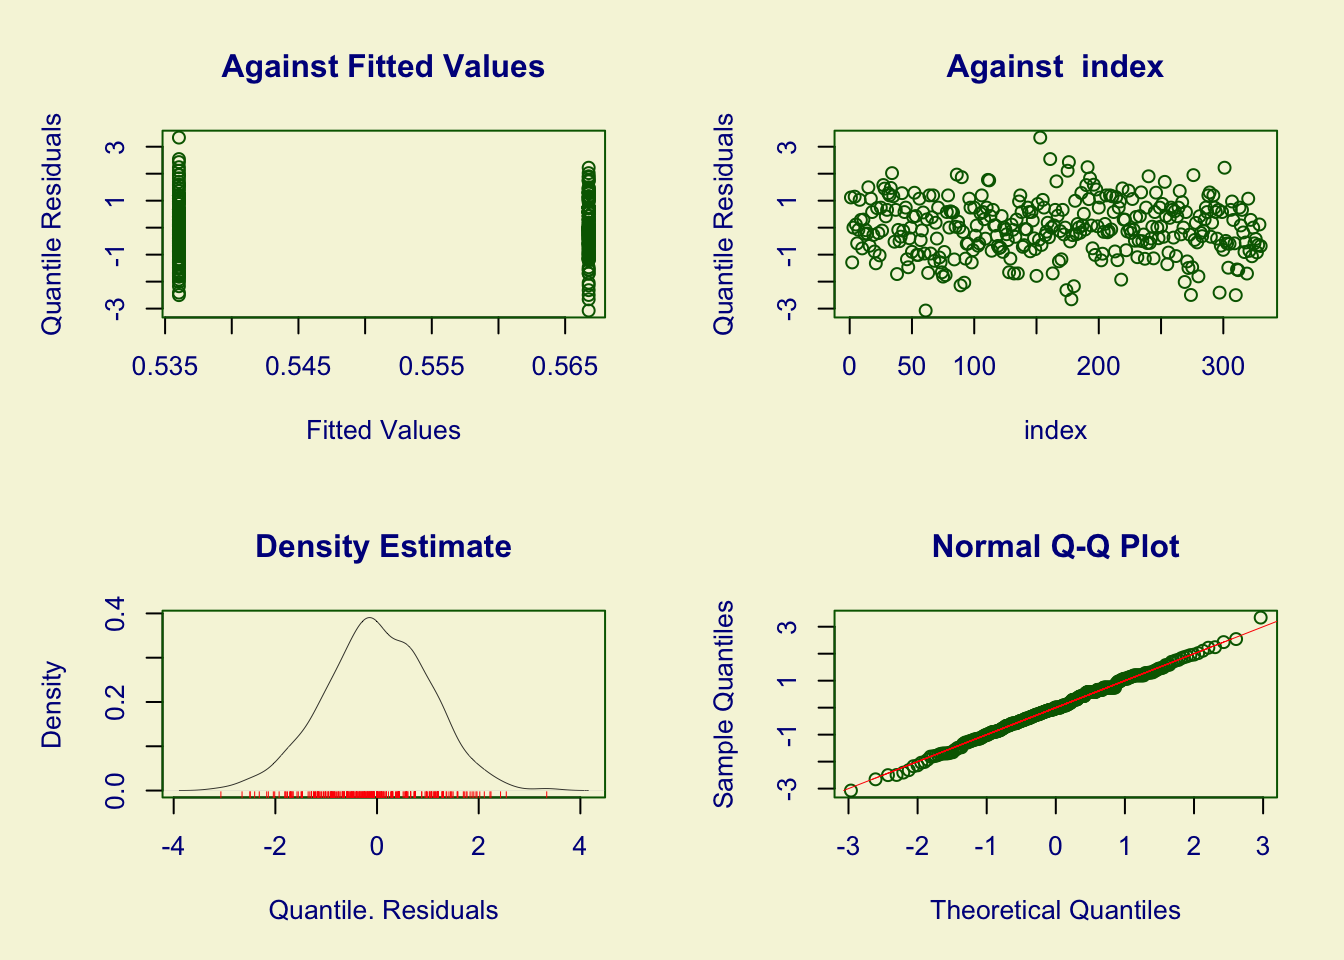 Against Fitted Values
Quantile Residuals
3
1
-1
-3
0.535 0.545 0.555 0.565
Fitted Values
Against  index
Quantile Residuals
3
1
-1
-3
0 50 100 200 300
index
Density Estimate
Density
0.4
0.2
0.0
-4 -2 0 2 4
Quantile. Residuals
Normal Q-Q Plot
Sample Quantiles
3
1
-1
-3
-3 -2 -1 0 1 2 3
Theoretical Quantiles